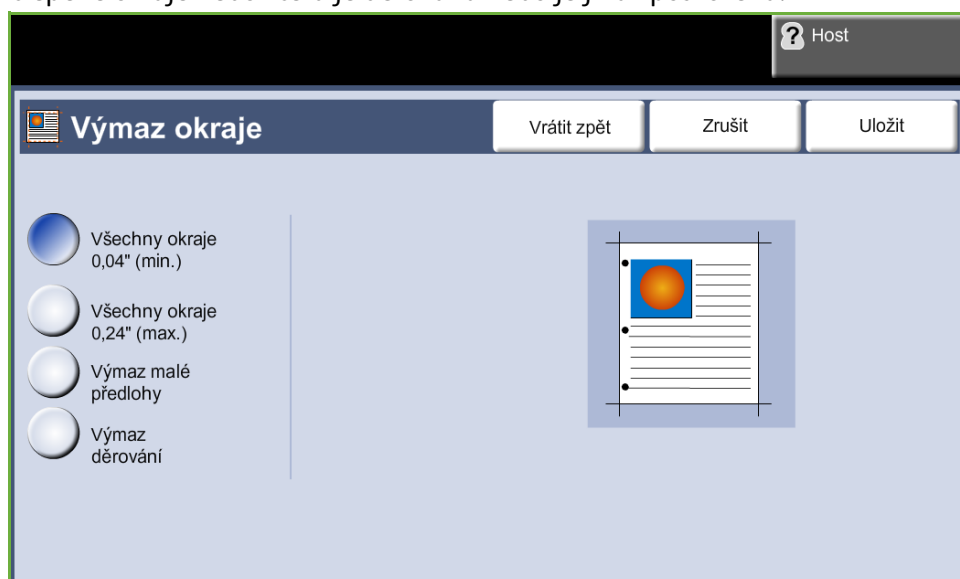 Host
Výmaz okraje
Vrátit zpět
Zrušit
Uložit
Všechny okraje
0,04" (min.)
Všechny okraje
0,24" (max.)
Výmaz malé
předlohy
Výmaz
děrování